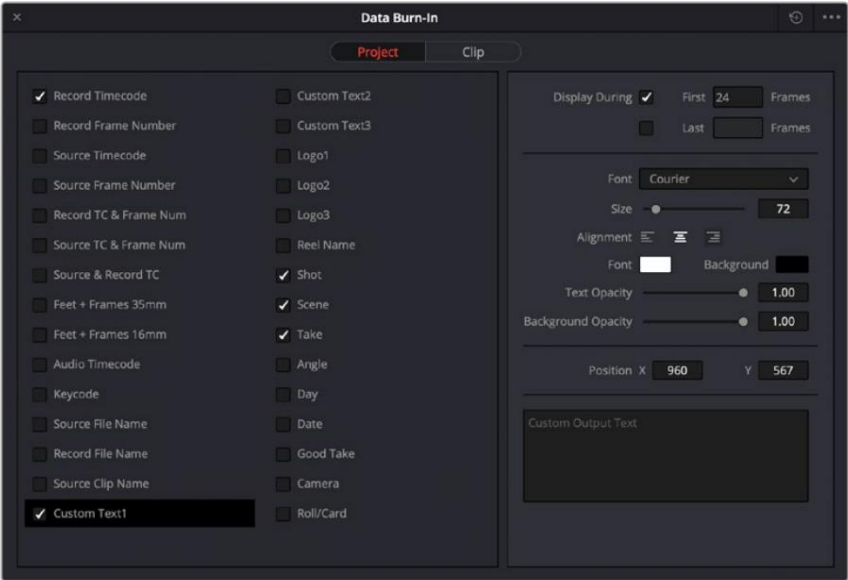 Data Burn-In
Project Clip
Record Timecode
Record Frame Number
Source Timecode
Source Frame Number
Record TC & Frame Num
Source TC & Frame Num
Source & Record TC
Feet + Frames 35mm
Feet + Frames 16mm
Audio Timecode
Keycode
Source File Name
Record File Name
Source Clip Name
Custom Text1
Custom Text2
Custom Text3
Logo1
Logo2
Logo3
Reel Name
Shot
Scene
Take
Angle
Day
Date
Good Take
Camera
Roll/Card
Display During First 24 Frames
Last Frames
Font Courier
Size 72
Alignment
Font Background
Text Opacity 1.00
Background Opacity 1.00
Position X 960 Y 567
Custom Output Text